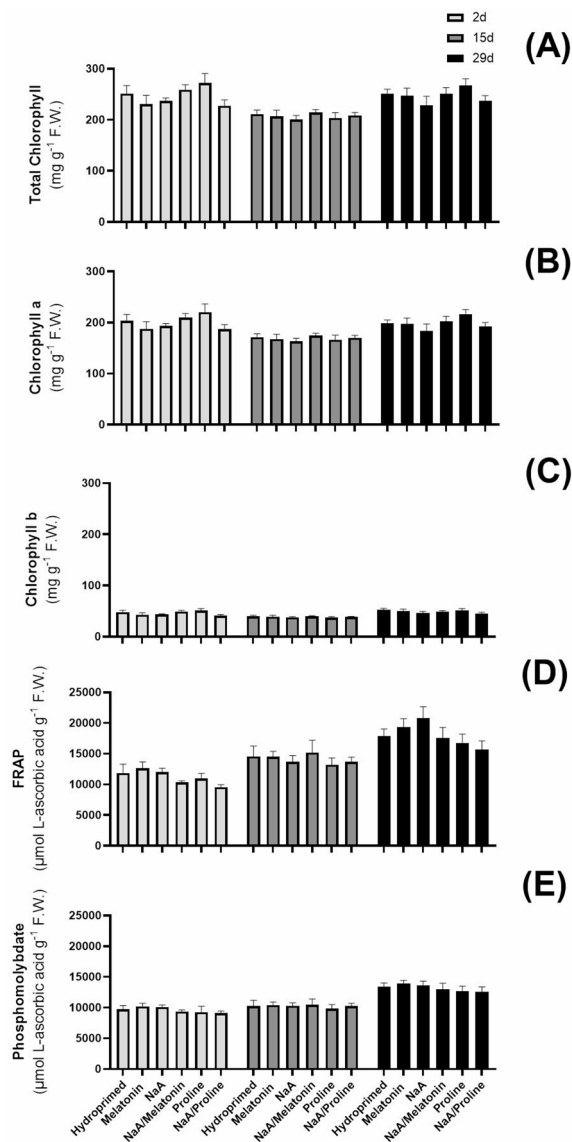 2d
15d
29d
(A)
Total Chlorophyll
(mg g⁻¹ F.W.)
300
200
100
0
(B)
Chlorophyll a
(mg g⁻¹ F.W.)
300
200
100
0
(C)
Chlorophyll b
(mg g⁻¹ F.W.)
300
200
100
0
(D)
FRAP
(μmol L-ascorbic acid g⁻¹ F.W.)
25000
20000
15000
10000
5000
0
(E)
Phosphomolybdate
(μmol L-ascorbic acid g⁻¹ F.W.)
25000
20000
15000
10000
5000
0
Hydroprimed
Melatonin
NaA
NaA/Melatonin
Proline
NaA/Proline
Hydroprimed
Melatonin
NaA
NaA/Melatonin
Proline
NaA/Proline
Hydroprimed
Melatonin
NaA
NaA/Melatonin
Proline
NaA/Proline